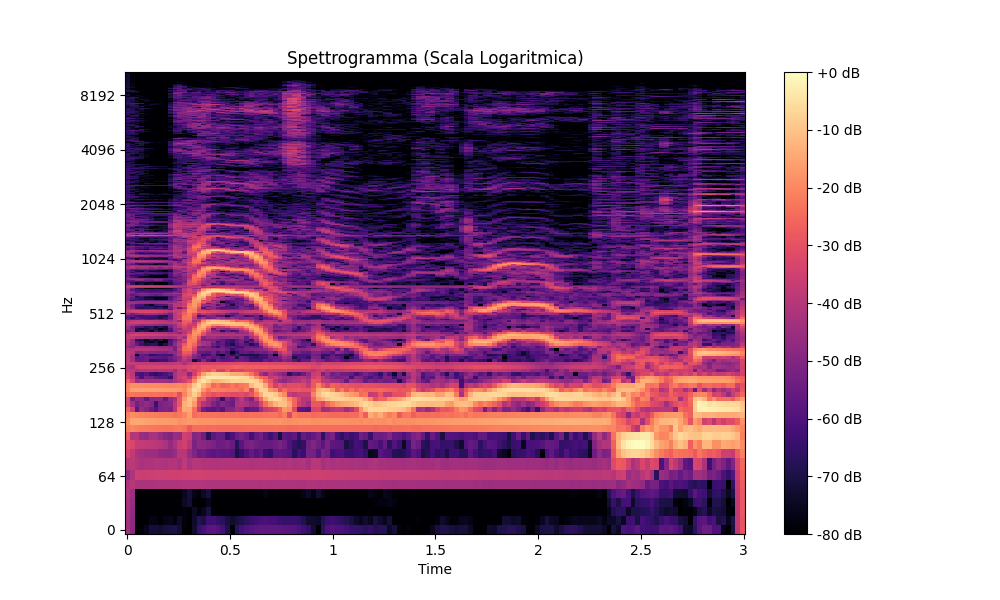 Spettrogramma (Scala Logaritmica)
Hz
8192
4096
2048
1024
512
256
128
64
0
0 0.5 1 1.5 2 2.5 3
Time
+0 dB
-10 dB
-20 dB
-30 dB
-40 dB
-50 dB
-60 dB
-70 dB
-80 dB